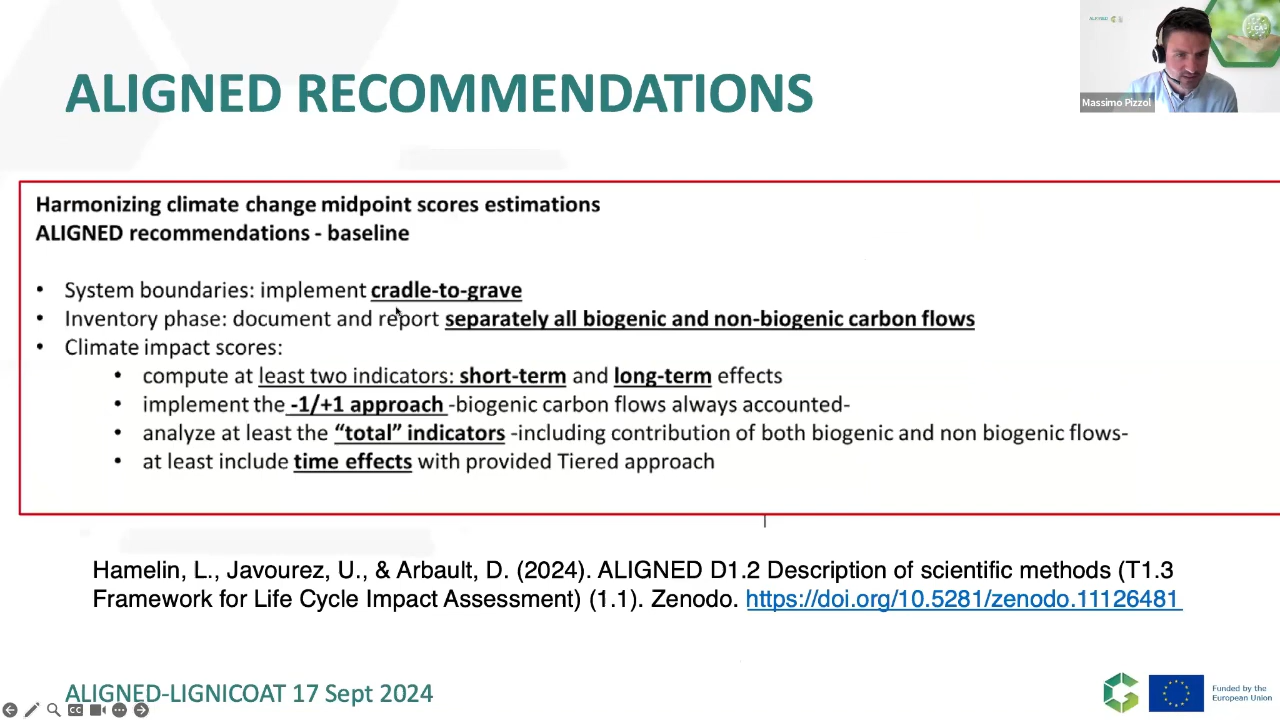 ALIGNED RECOMMENDATIONS
Massimo Pizzol
Harmonizing climate change midpoint scores estimations
ALIGNED recommendations - baseline
• System boundaries: implement cradle-to-grave
• Inventory phase: document and report separately all biogenic and non-biogenic carbon flows
• Climate impact scores:
• compute at least two indicators: short-term and long-term effects
• implement the -1/+1 approach -biogenic carbon flows always accounted-
• analyze at least the “total” indicators -including contribution of both biogenic and non biogenic flows-
• at least include time effects with provided Tiered approach
Hamelin, L., Javourez, U., & Arbault, D. (2024). ALIGNED D1.2 Description of scientific methods (T1.3
Framework for Life Cycle Impact Assessment) (1.1). Zenodo. https://doi.org/10.5281/zenodo.11126481
ALIGNED-LIGNICOAT 17 Sept 2024
CC
Funded by the
European Union